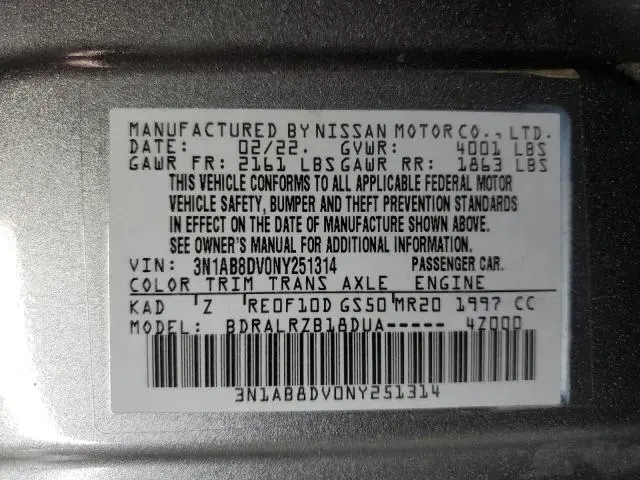 MANUFACTURED BY NISSAN MOTOR CO., LTD.
DATE: 02/22. GVWR: 4001 LBS
GAWR FR: 2161 LBS GAWR RR: 1863 LBS
THIS VEHICLE CONFORMS TO ALL APPLICABLE FEDERAL MOTOR
VEHICLE SAFETY, BUMPER AND THEFT PREVENTION STANDARDS
IN EFFECT ON THE DATE OF MANUFACTURE SHOWN ABOVE.
SEE OWNER'S MANUAL FOR ADDITIONAL INFORMATION.
VIN: 3N1AB8DV0NY251314 PASSENGER CAR.
COLOR TRIM TRANS AXLE ENGINE
KAD Z RE0F10D GS50 MR20 1997 CC
MODEL: BDRALRZB18DUA----- 4Z000
3N1AB8DV0NY251314